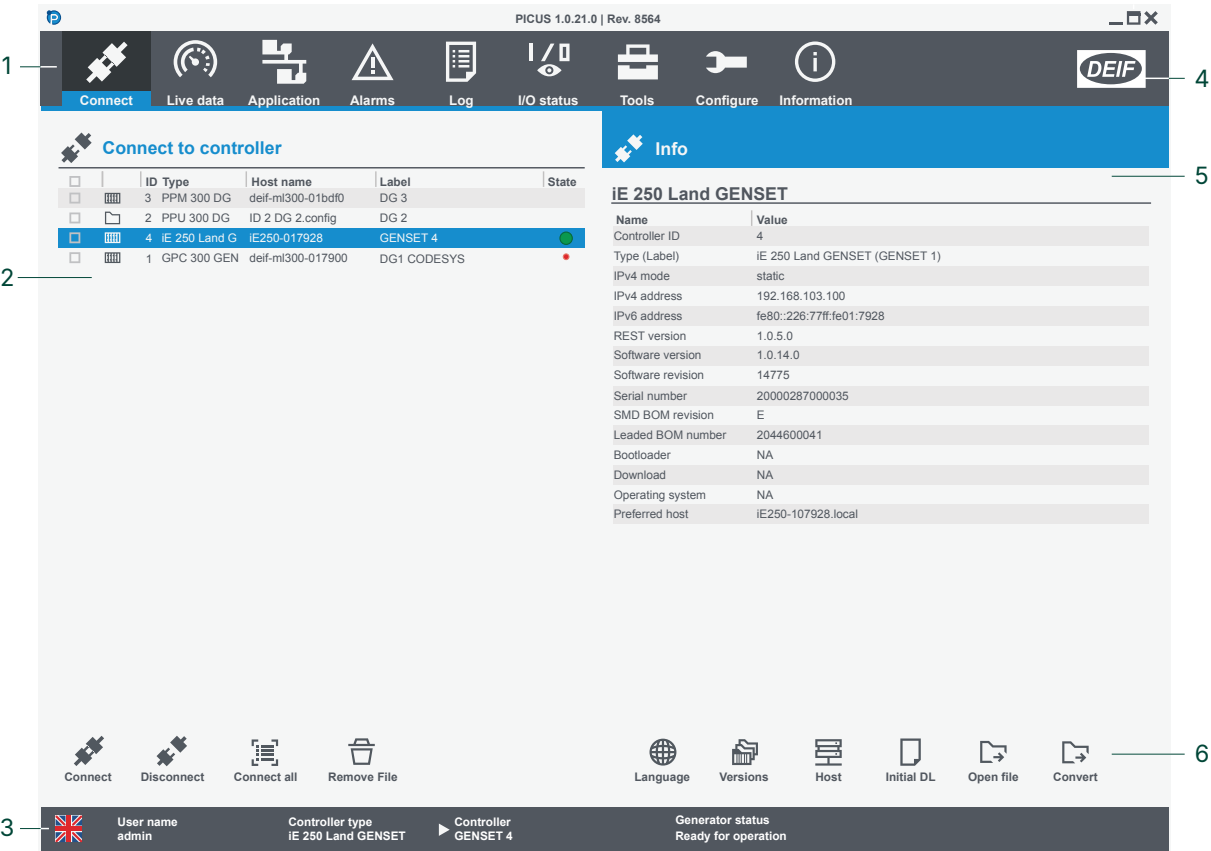 PICUS 1.0.21.0 | Rev. 8564
1
Connect Live data Application Alarms Log I/O status Tools Configure Information
DEIF
4
Connect to controller
ID Type Host name Label State
3 PPM 300 DG deif-ml300-01bdf0 DG 3
2 PPU 300 DG ID 2 DG 2.config DG 2
4 iE 250 Land G iE250-017928 GENSET 4
1 GPC 300 GEN deif-ml300-017900 DG1 CODESYS
2
Info
5
iE 250 Land GENSET
Name Value
Controller ID 4
Type (Label) iE 250 Land GENSET (GENSET 1)
IPv4 mode static
IPv4 address 192.168.103.100
IPv6 address fe80::226:77ff:fe01:7928
REST version 1.0.5.0
Software version 1.0.14.0
Software revision 14775
Serial number 20000287000035
SMD BOM revision E
Leaded BOM number 2044600041
Bootloader NA
Download NA
Operating system NA
Preferred host iE250-107928.local
Connect Disconnect Connect all Remove File
Language Versions Host Initial DL Open file Convert
6
3
User name
admin
Controller type
iE 250 Land GENSET
Controller
GENSET 4
Generator status
Ready for operation